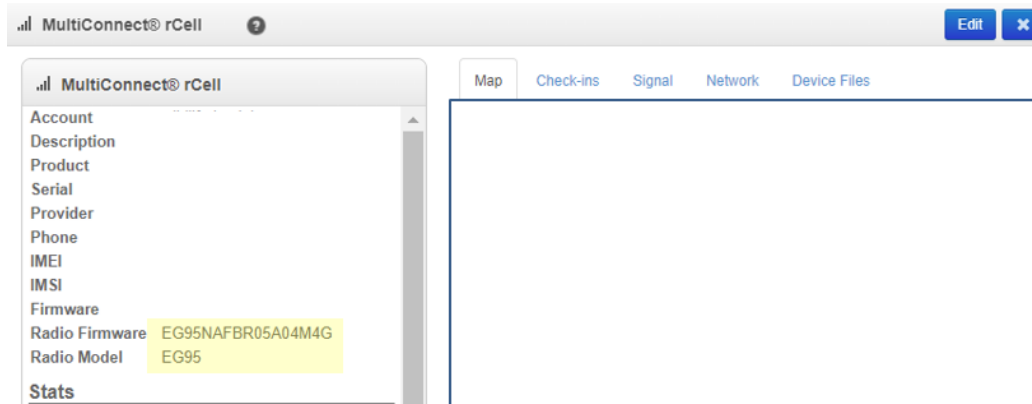 MultiConnect® rCell
Edit
MultiConnect® rCell
Map Check-ins Signal Network Device Files
Account
Description
Product
Serial
Provider
Phone
IMEI
IMSI
Firmware
Radio Firmware EG95NAFBR05A04M4G
Radio Model EG95
Stats